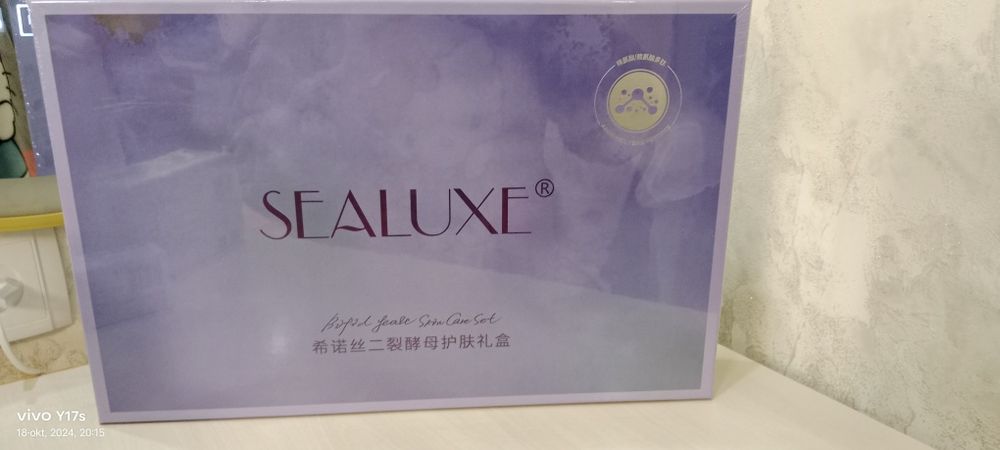 SEALUXE®
Bifid Yeast Skin Care Set
希诺丝二裂酵母护肤礼盒
vivo Y17s
18-okt, 2024, 20:15